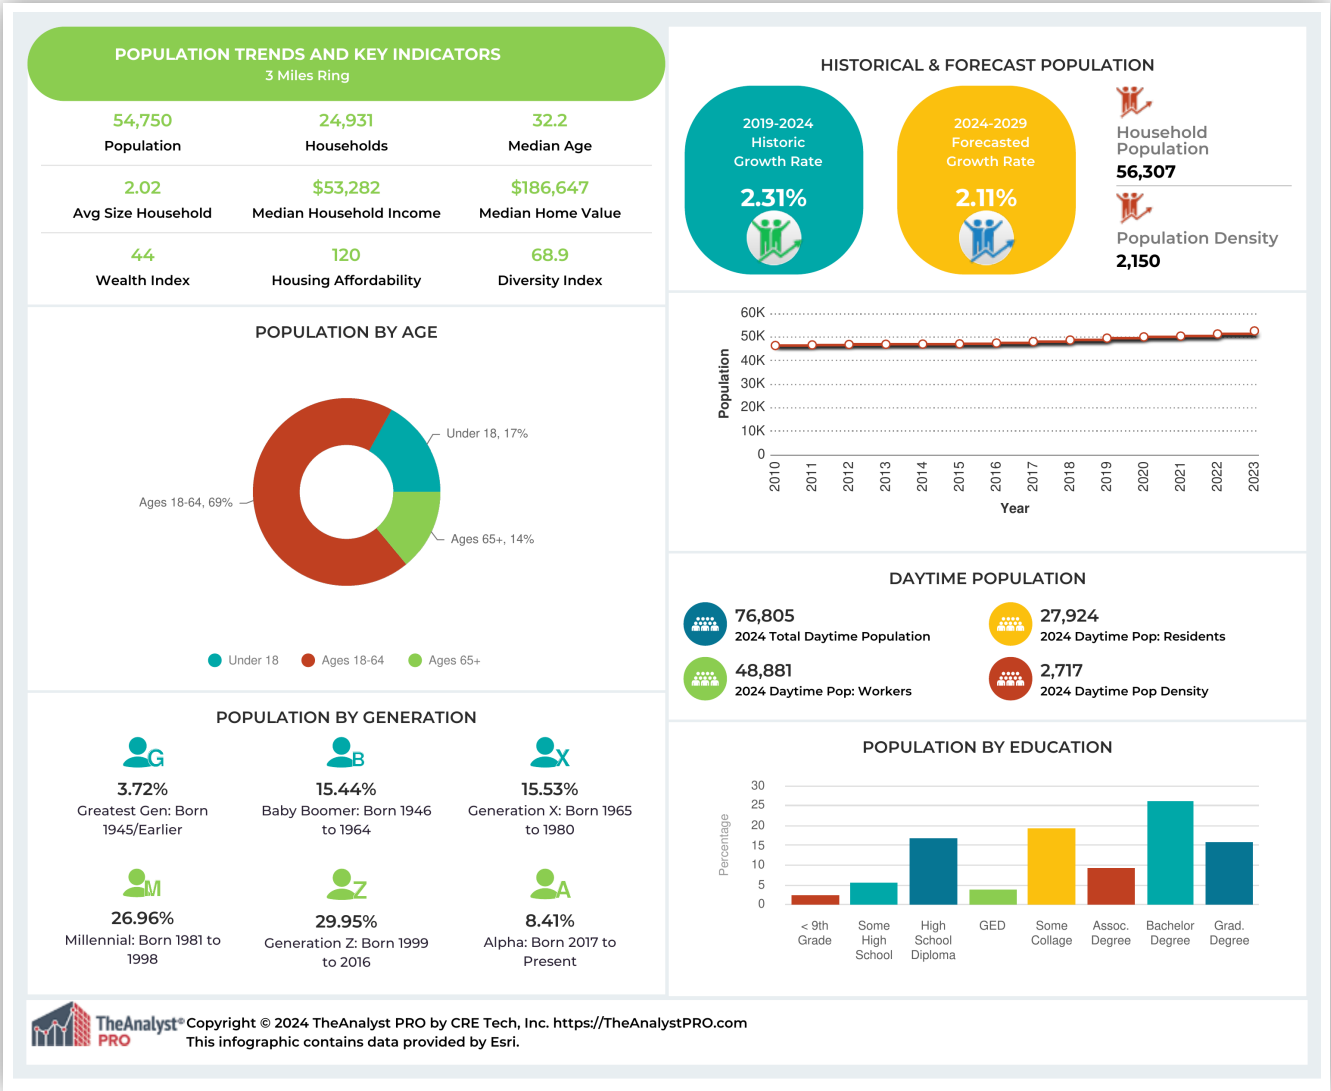 POPULATION TRENDS AND KEY INDICATORS
3 Miles Ring
54,750
Population
24,931
Households
32.2
Median Age
2.02
Avg Size Household
$53,282
Median Household Income
$186,647
Median Home Value
44
Wealth Index
120
Housing Affordability
68.9
Diversity Index
POPULATION BY AGE
Under 18, 17%
Ages 18-64, 69%
Ages 65+, 14%
Under 18
Ages 18-64
Ages 65+
POPULATION BY GENERATION
G
3.72%
Greatest Gen: Born
1945/Earlier
B
15.44%
Baby Boomer: Born 1946
to 1964
X
15.53%
Generation X: Born 1965
to 1980
M
26.96%
Millennial: Born 1981 to
1998
Z
29.95%
Generation Z: Born 1999
to 2016
A
8.41%
Alpha: Born 2017 to
Present
HISTORICAL & FORECAST POPULATION
2019-2024
Historic
Growth Rate
2.31%
2024-2029
Forecasted
Growth Rate
2.11%
Household
Population
56,307
Population Density
2,150
60K
50K
40K
30K
20K
10K
0
Population
2010
2011
2012
2013
2014
2015
2016
2017
2018
2019
2020
2021
2022
2023
Year
DAYTIME POPULATION
76,805
2024 Total Daytime Population
27,924
2024 Daytime Pop: Residents
48,881
2024 Daytime Pop: Workers
2,717
2024 Daytime Pop Density
POPULATION BY EDUCATION
30
25
20
15
10
5
0
Percentage
< 9th
Grade
Some
High
School
High
School
Diploma
GED
Some
Collage
Assoc.
Degree
Bachelor
Degree
Grad.
Degree
TheAnalyst®
PRO
Copyright © 2024 TheAnalyst PRO by CRE Tech, Inc. https://TheAnalystPRO.com
This infographic contains data provided by Esri.